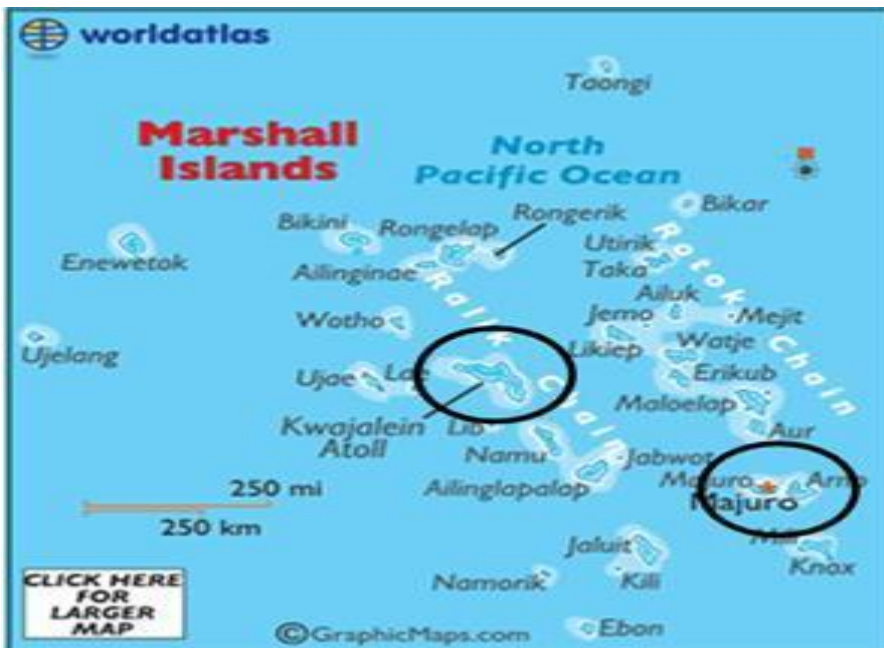 worldatlas
Taongi
Marshall
Islands
North
Pacific Ocean
Bikar
Rongerik
Bikini
Rongelap
Utirik
Enewetok
Ailinginae
Taka
Ratok Chain
Ralik Chain
Ailuk
Jemo
Mejit
Wotho
Likiep
Watje
Ujelang
Ujae
Lae
Erikub
Maloelap
Kwajalein
Atoll
Lib
Aur
Namu
Jabwot
Ailinglapalap
Majuro
Arno
Majuro
250 mi
250 km
Mili
Knox
Jaluit
Namorik
Kili
Ebon
CLICK HERE
FOR
LARGER
MAP
©GraphicMaps.com